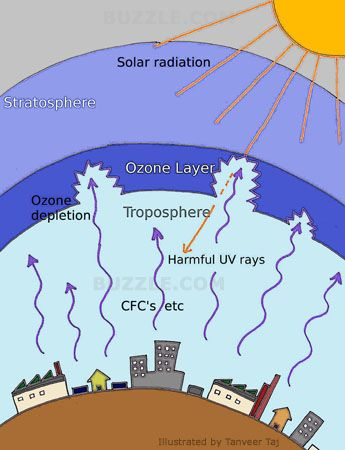 BUZZLE.COM
Solar radiation
Stratosphere
Ozone Layer
Ozone
depletion
Troposphere
Harmful UV rays
BUZZLE.COM
CFC's etc
Illustrated by Tanveer Taj